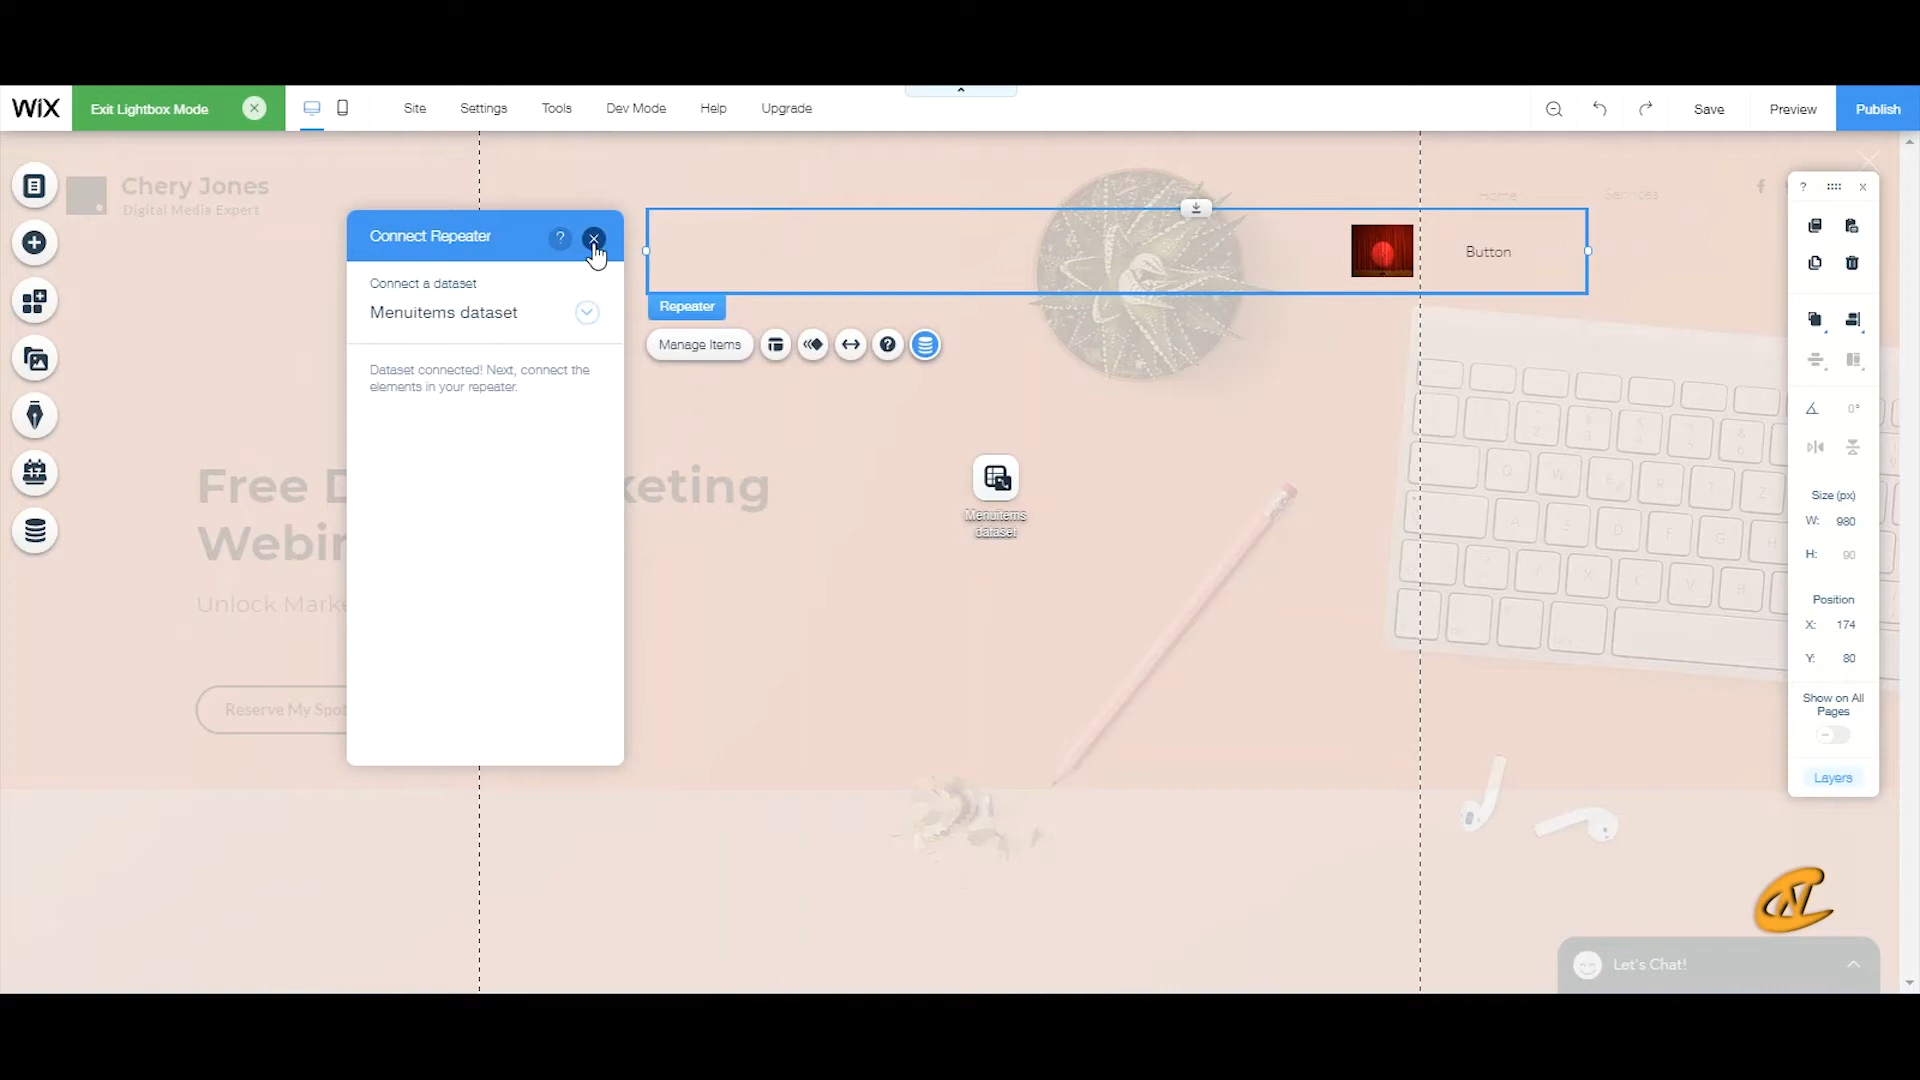 WiX
Exit Lightbox Mode
Site
Settings
Tools
Dev Mode
Help
Upgrade
Save
Preview
Publish
Chery Jones
Digital Media Expert
Home
Services
Connect Repeater
?
Connect a dataset
Menuitems dataset
Dataset connected! Next, connect the
elements in your repeater.
Button
Repeater
Manage Items
?
Menuitems
dataset
Free D
keting
Webin
Unlock Marke
Reserve My Spot
?
0°
Size (px)
W: 980
H: 90
Position
X: 174
Y: 80
Show on All
Pages
Layers
Let's Chat!